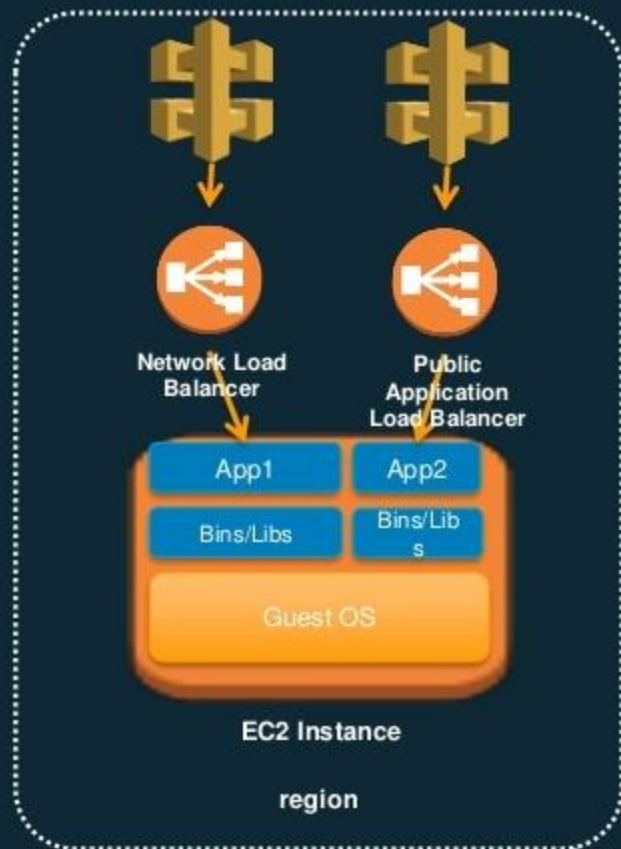 Network Load
Balancer
Public
Application
Load Balancer
App1
App2
Bins/Libs
Bins/Lib
s
Guest OS
EC2 Instance
region